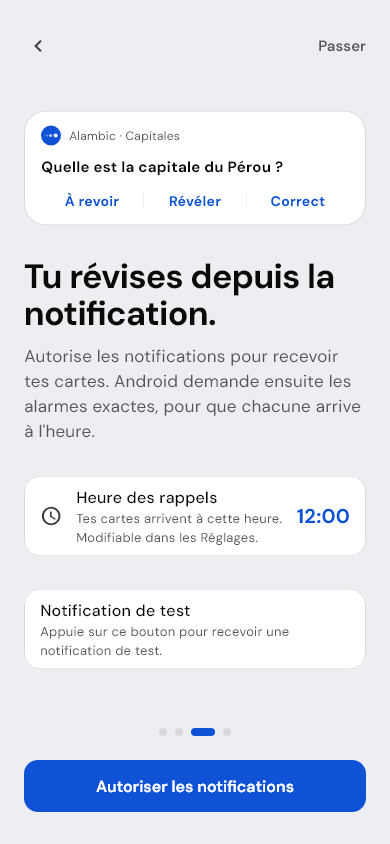 Passer
Alambic · Capitales
Quelle est la capitale du Pérou ?
À revoir
Révéler
Correct
Tu révises depuis la
notification.
Autorise les notifications pour recevoir
tes cartes. Android demande ensuite les
alarmes exactes, pour que chacune arrive
à l'heure.
Heure des rappels
Tes cartes arrivent à cette heure.
Modifiable dans les Réglages.
12:00
Notification de test
Appuie sur ce bouton pour recevoir une
notification de test.
Autoriser les notifications